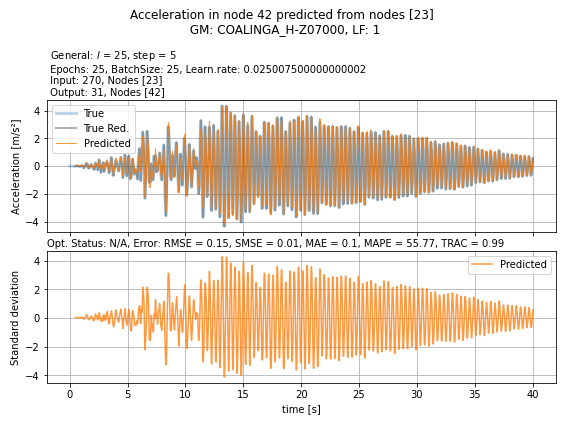 Acceleration in node 42 predicted from nodes [23]
GM: COALINGA_H-Z07000, LF: 1
General: l = 25, step = 5
Epochs: 25, BatchSize: 25, Learn.rate: 0.025007500000000002
Input: 270, Nodes [23]
Output: 31, Nodes [42]
Acceleration [m/s²]
4
2
0
−2
−4
True
True Red.
Predicted
Opt. Status: N/A, Error: RMSE = 0.15, SMSE = 0.01, MAE = 0.1, MAPE = 55.77, TRAC = 0.99
Standard deviation
4
2
0
−2
−4
Predicted
0 5 10 15 20 25 30 35 40
time [s]